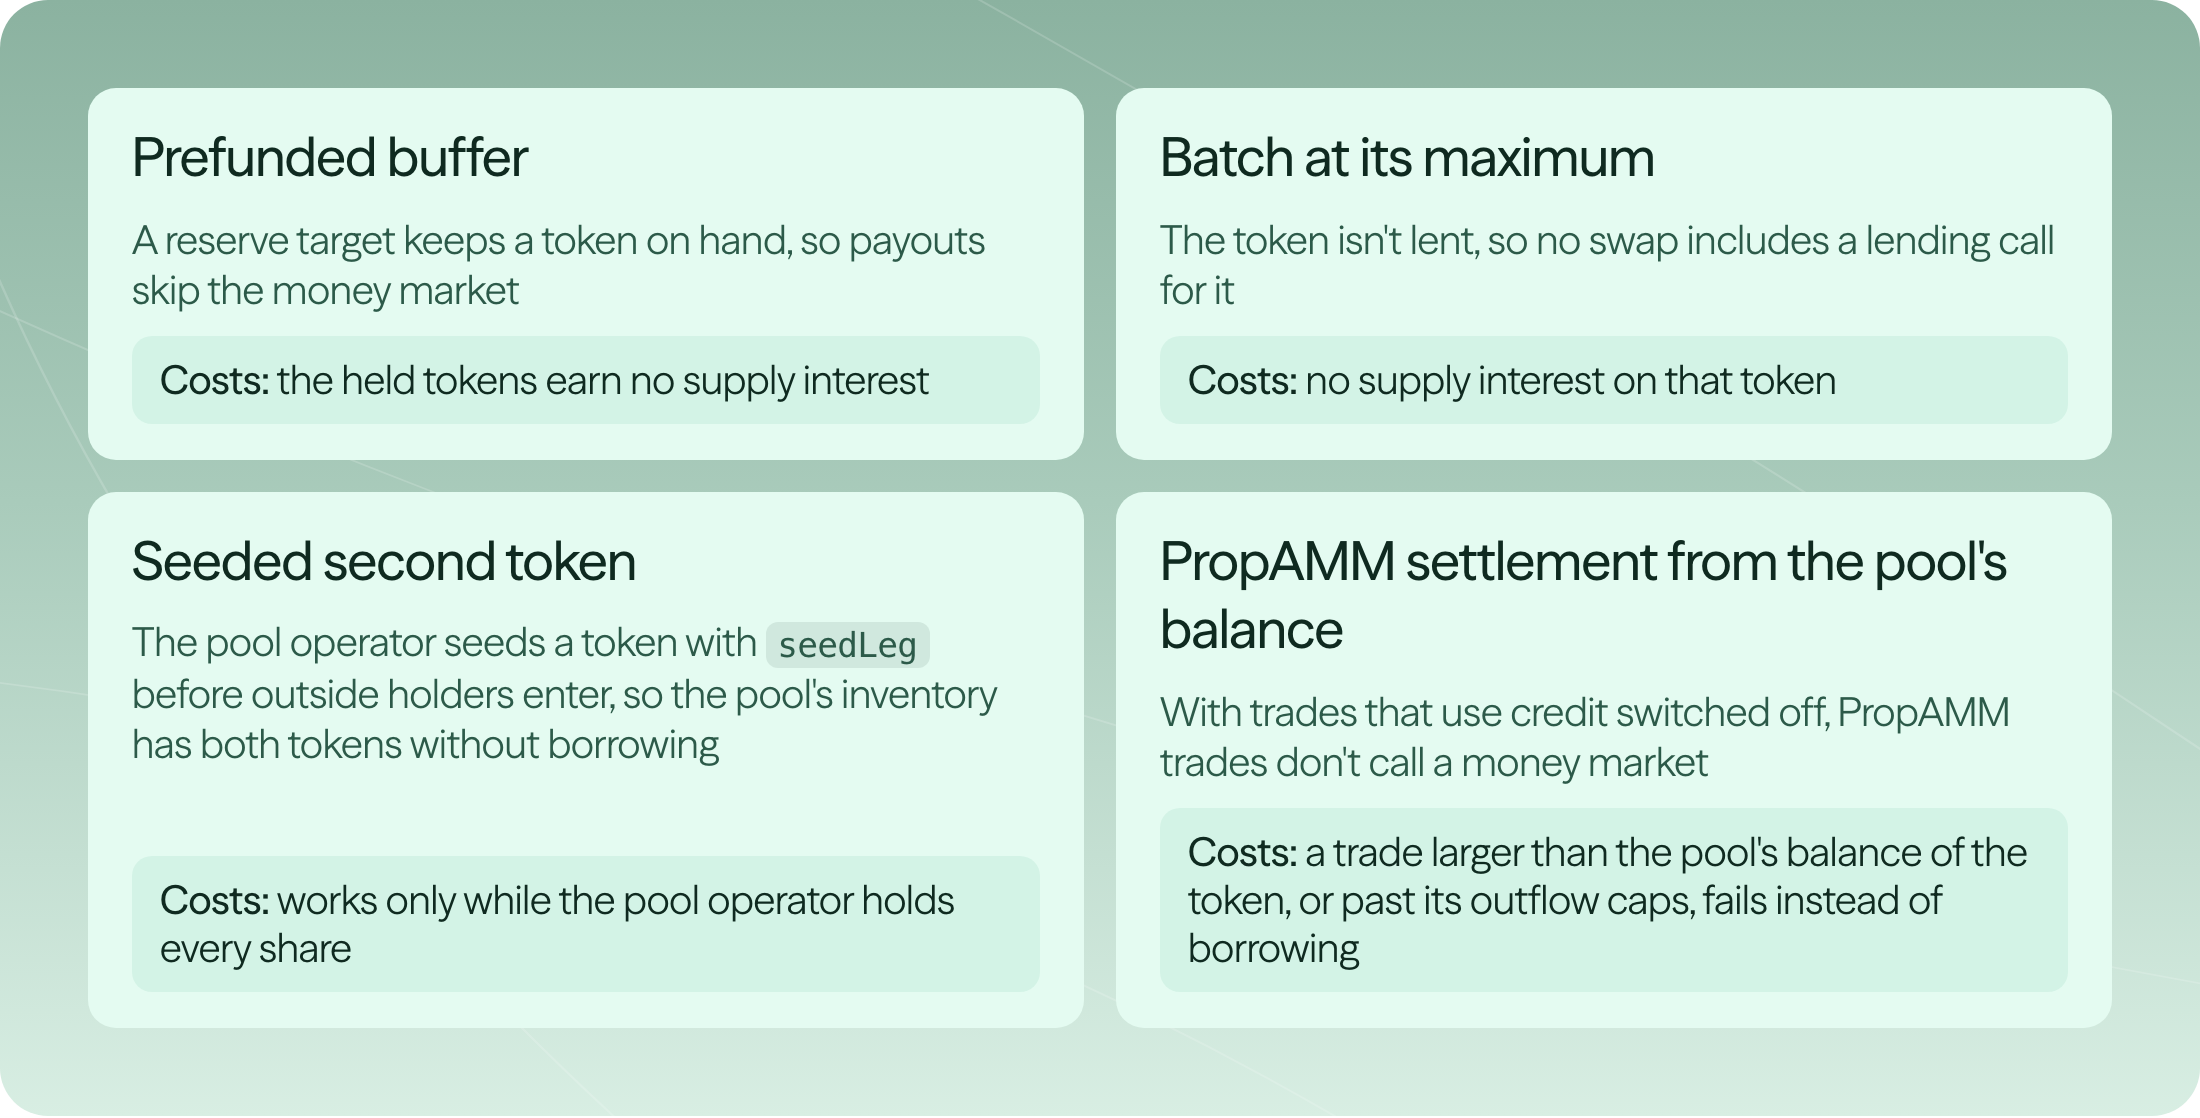 Prefunded buffer
A reserve target keeps a token on hand, so payouts
skip the money market
Costs: the held tokens earn no supply interest
Batch at its maximum
The token isn't lent, so no swap includes a lending call
for it
Costs: no supply interest on that token
Seeded second token
The pool operator seeds a token with seedLeg
before outside holders enter, so the pool's inventory
has both tokens without borrowing
Costs: works only while the pool operator holds
every share
PropAMM settlement from the pool's
balance
With trades that use credit switched off, PropAMM
trades don't call a money market
Costs: a trade larger than the pool's balance of the
token, or past its outflow caps, fails instead of
borrowing